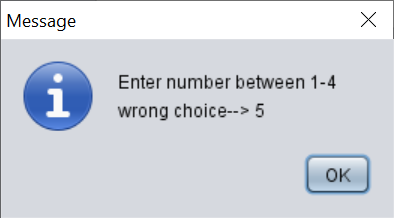 Message
Enter number between 1-4
wrong choice--> 5
OK